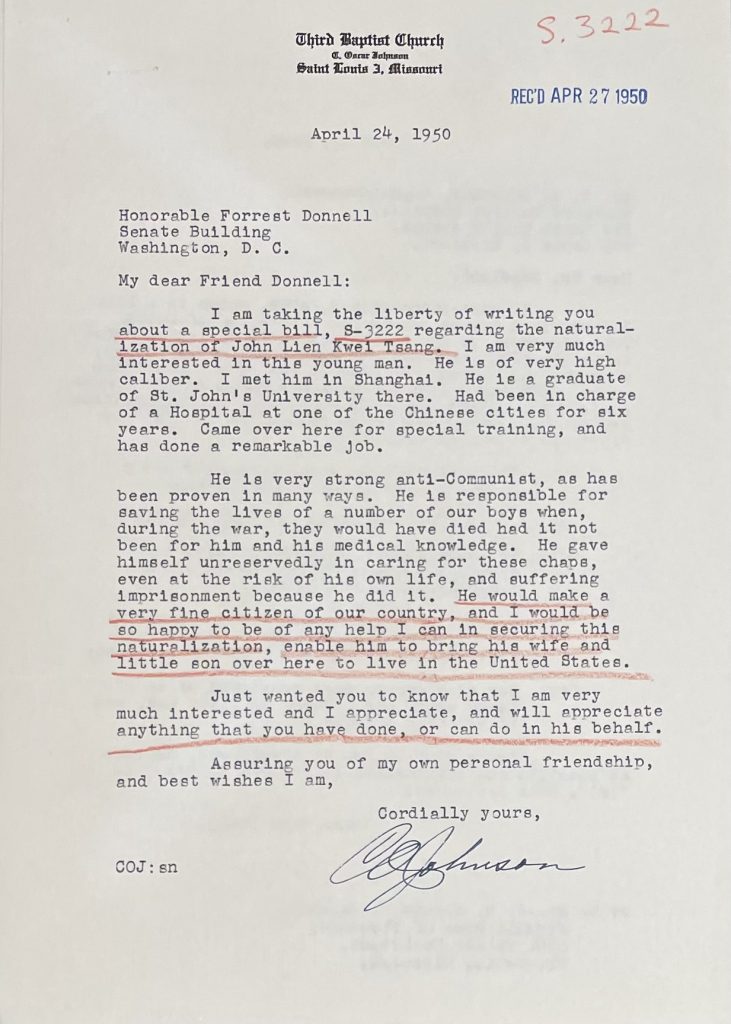 S. 3222
Third Baptist Church
C. Oscar Johnson
Saint Louis 3, Missouri
REC'D APR 27 1950
April 24, 1950
Honorable Forrest Donnell
Senate Building
Washington, D. C.
My dear Friend Donnell:
I am taking the liberty of writing you
about a special bill, S-3222 regarding the natural-
ization of John Lien Kwei Tsang. I am very much
interested in this young man. He is of very high
caliber. I met him in Shanghai. He is a graduate
of St. John's University there. Had been in charge
of a Hospital at one of the Chinese cities for six
years. Came over here for special training, and
has done a remarkable job.
He is very strong anti-Communist, as has
been proven in many ways. He is responsible for
saving the lives of a number of our boys when,
during the war, they would have died had it not
been for him and his medical knowledge. He gave
himself unreservedly in caring for these chaps,
even at the risk of his own life, and suffering
imprisonment because he did it. He would make a
very fine citizen of our country, and I would be
so happy to be of any help I can in securing this
naturalization, enable him to bring his wife and
little son over here to live in the United States.
Just wanted you to know that I am very
much interested and I appreciate, and will appreciate
anything that you have done, or can do in his behalf.
Assuring you of my own personal friendship,
and best wishes I am,
Cordially yours,
COJohnson
COJ:sn